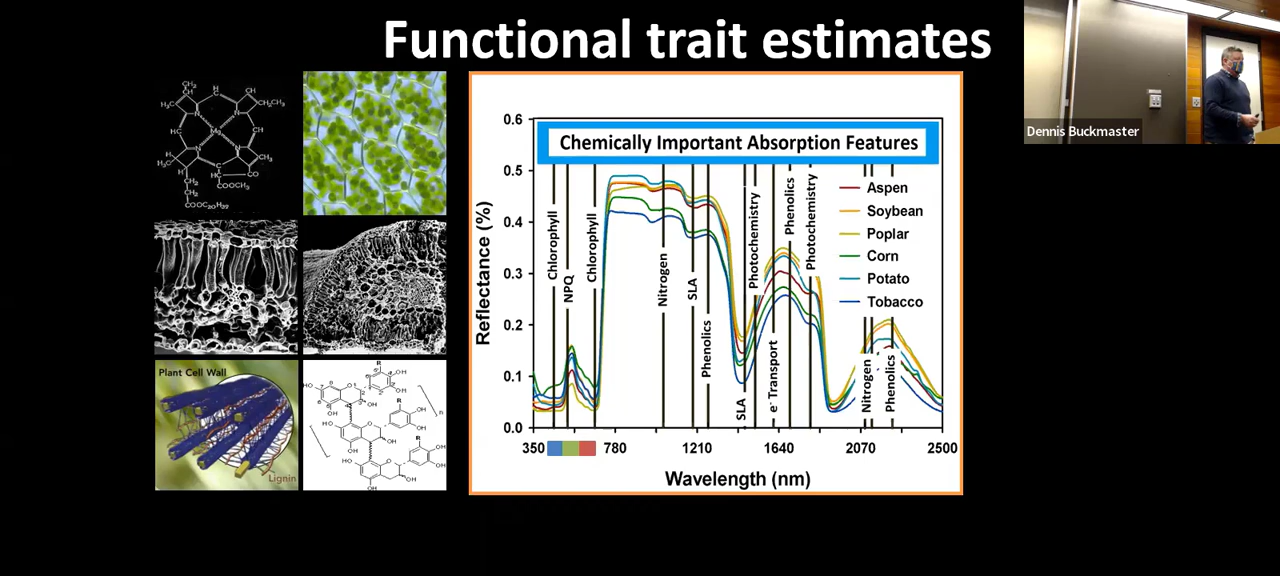 Functional trait estimates
Dennis Buckmaster
Plant Cell Wall
Lignin
Chemically Important Absorption Features
Reflectance (%)
0.6
0.5
0.4
0.3
0.2
0.1
0.0
Chlorophyll
NPQ
Chlorophyll
Nitrogen
SLA
Phenolics
SLA
Photochemistry
e- Transport
Phenolics
Photochemistry
Nitrogen
Phenolics
Aspen
Soybean
Poplar
Corn
Potato
Tobacco
350 780 1210 1640 2070 2500
Wavelength (nm)